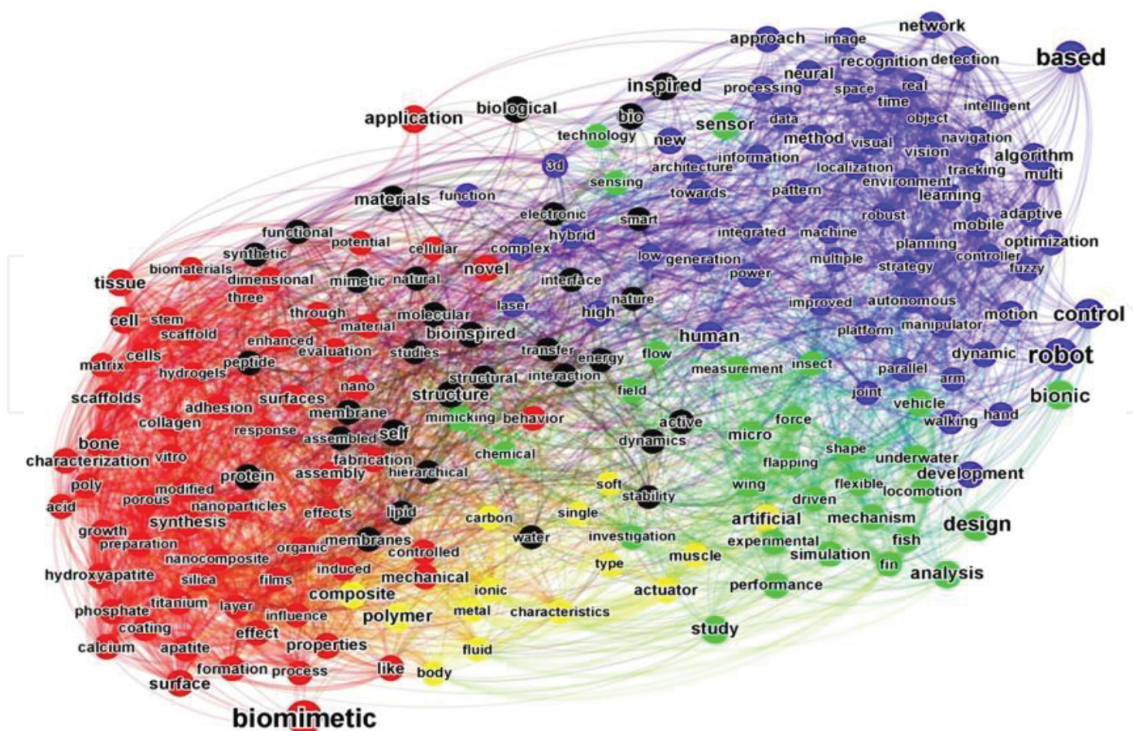 network
based
approach
image
recognition
detection
neural
inspired
processing
space
real
biological
application
time
intelligent
bio
data
object
technology
sensor
new
method
visual
navigation
information
vision
algorithm
3d
architecture
localization
tracking
multi
sensing
environment
learning
materials
function
towards
pattern
electronic
smart
robust
mobile
adaptive
functional
hybrid
integrated
machine
planning
optimization
synthetic
potential
cellular
complex
low
generation
multiple
strategy
controller
fuzzy
tissue
biomaterials
dimensional
mimetic
natural
novel
interface
power
three
nature
laser
high
improved
autonomous
motion
control
cell
stem
through
molecular
scaffold
material
bioinspired
human
platform
manipulator
enhanced
evaluation
studies
transfer
energy
flow
measurement
insect
dynamic
robot
matrix
cells
peptide
hydrogels
structural
interaction
parallel
arm
scaffolds
nano
structure
field
joint
vehicle
bionic
adhesion
surfaces
collagen
membrane
mimicking
behavior
active
force
walking
hand
bone
response
assembled
self
dynamics
micro
shape
characterization
vitro
fabrication
chemical
flapping
underwater
poly
protein
assembly
hierarchical
soft
stability
wing
flexible
locomotion
development
acid
porous
modified
nanoparticles
effects
lipid
carbon
single
driven
growth
synthesis
artificial
mechanism
design
preparation
membranes
water
investigation
experimental
fish
nanocomposite
organic
controlled
muscle
simulation
hydroxyapatite
silica
films
induced
mechanical
type
fin
analysis
composite
ionic
actuator
performance
phosphate
titanium
layer
influence
polymer
metal
characteristics
coating
effect
study
calcium
apatite
properties
fluid
surface
formation
process
like
body
biomimetic